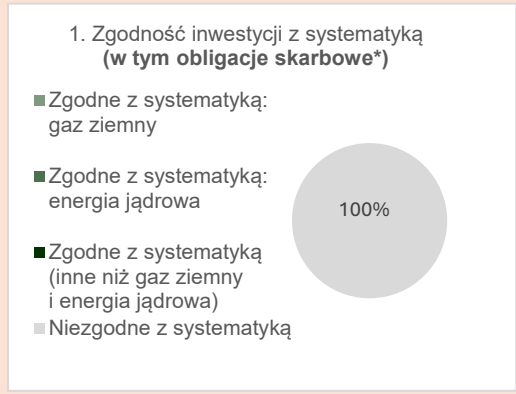 1. Zgodność inwestycji z systematyką
(w tym obligacje skarbowe*)
Zgodne z systematyką:
gaz ziemny
Zgodne z systematyką:
energia jądrowa
Zgodne z systematyką
(inne niż gaz ziemny
i energia jądrowa)
Niezgodne z systematyką
100%